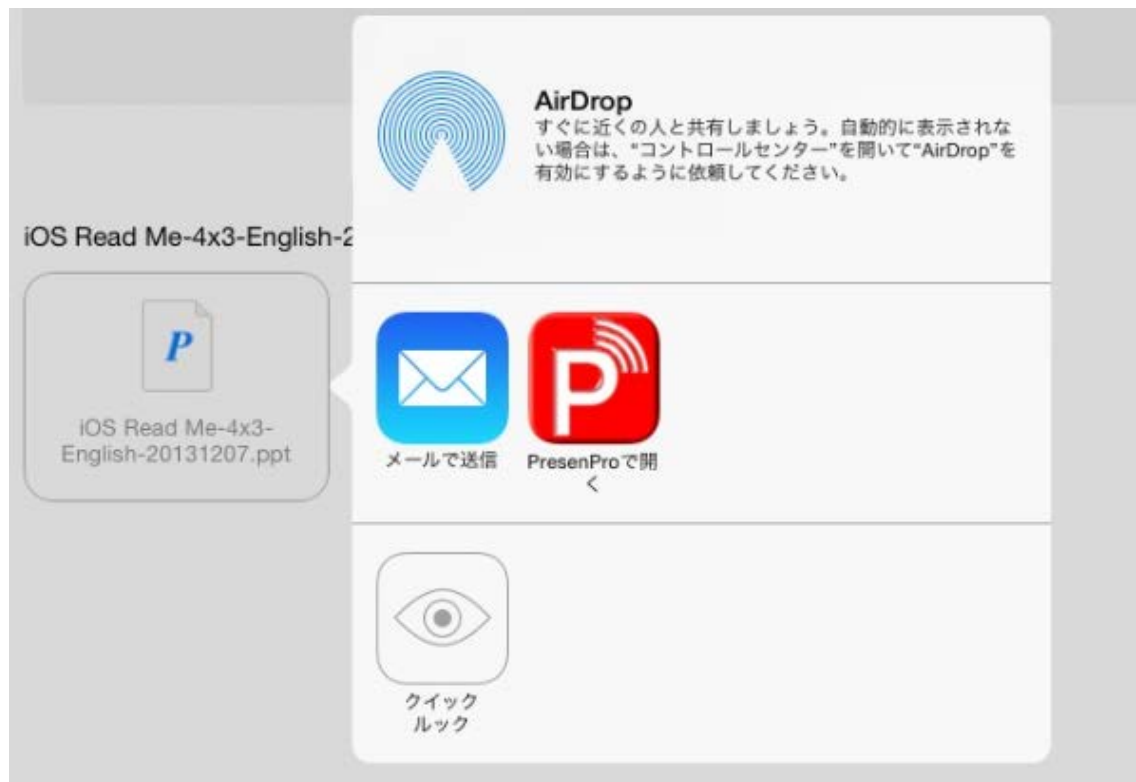 AirDrop
すぐに近くの人と共有しましょう。自動的に表示されな
い場合は、“コントロールセンター”を開いて“AirDrop”を
有効にするように依頼してください。
iOS Read Me-4x3-English-2
P
iOS Read Me-4x3-
English-20131207.ppt
P
メールで送信
PresenProで開
く
クイック
ルック